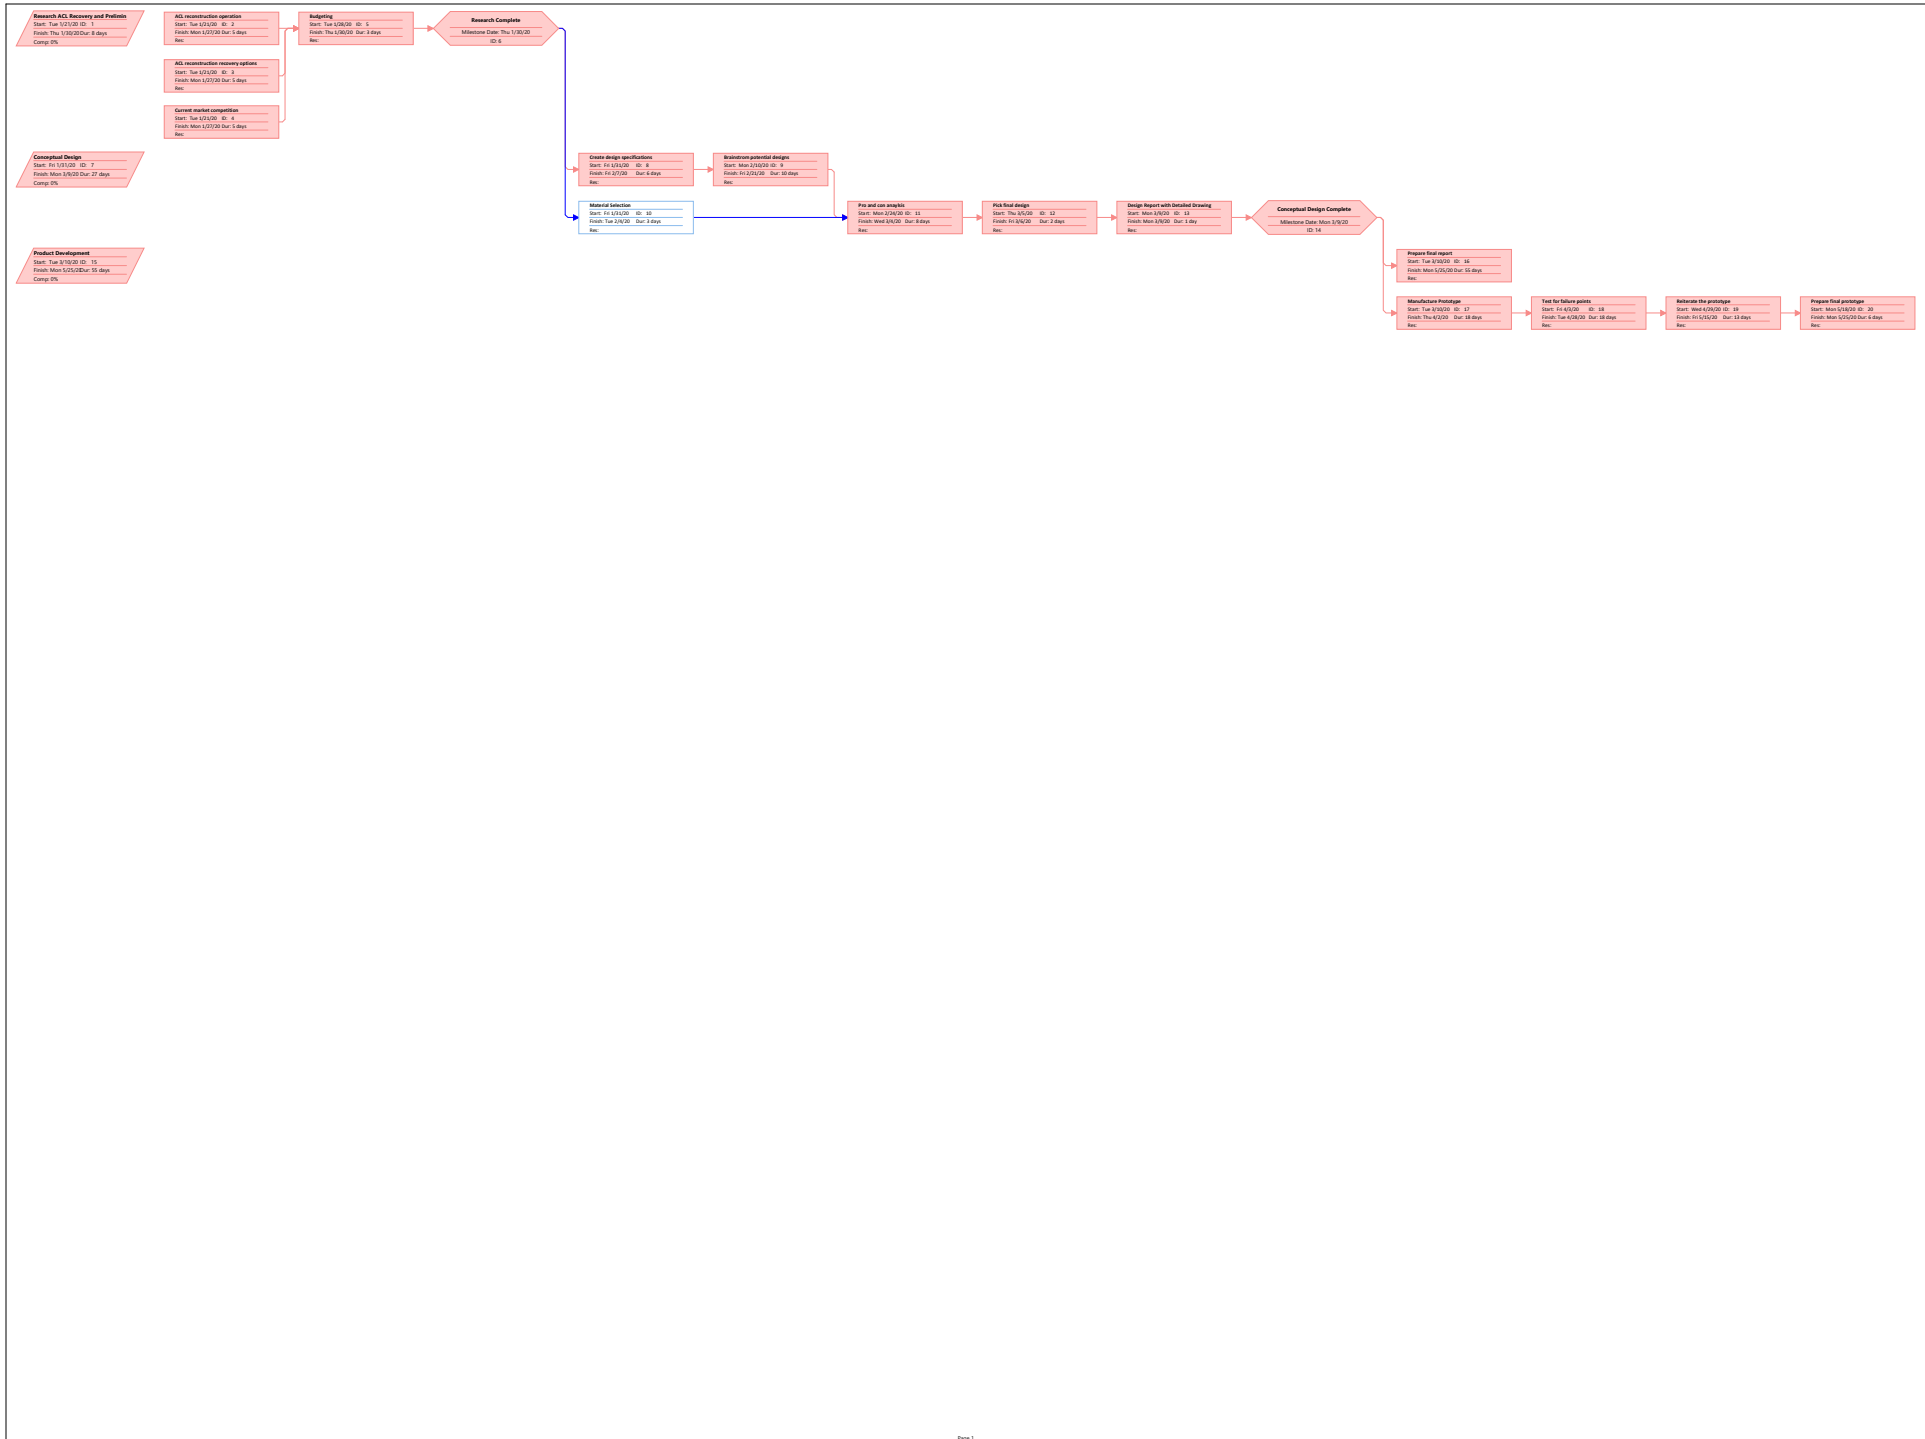 Research ACL Recovery and Prelimin
Start: Tue 1/21/20 ID: 1
Finish: Thu 1/30/20 Dur: 8 days
Comp: 0%
ACL reconstruction operation
Start: Tue 1/21/20 ID: 2
Finish: Mon 1/27/20 Dur: 5 days
Res:
Budgeting
Start: Tue 1/28/20 ID: 5
Finish: Thu 1/30/20 Dur: 3 days
Res:
Research Complete
Milestone Date: Thu 1/30/20
ID: 6
ACL reconstruction recovery options
Start: Tue 1/21/20 ID: 3
Finish: Mon 1/27/20 Dur: 5 days
Res:
Current market competition
Start: Tue 1/21/20 ID: 4
Finish: Mon 1/27/20 Dur: 5 days
Res:
Conceptual Design
Start: Fri 1/31/20 ID: 7
Finish: Mon 3/9/20 Dur: 27 days
Comp: 0%
Create design specifications
Start: Fri 1/31/20 ID: 8
Finish: Fri 2/7/20 Dur: 6 days
Res:
Brainstrom potential designs
Start: Mon 2/10/20 ID: 9
Finish: Fri 2/21/20 Dur: 10 days
Res:
Material Selection
Start: Fri 1/31/20 ID: 10
Finish: Tue 2/4/20 Dur: 3 days
Res:
Pro and con anaylsis
Start: Mon 2/24/20 ID: 11
Finish: Wed 3/4/20 Dur: 8 days
Res:
Pick final design
Start: Thu 3/5/20 ID: 12
Finish: Fri 3/6/20 Dur: 2 days
Res:
Design Report with Detailed Drawing
Start: Mon 3/9/20 ID: 13
Finish: Mon 3/9/20 Dur: 1 day
Res:
Conceptual Design Complete
Milestone Date: Mon 3/9/20
ID: 14
Product Development
Start: Tue 3/10/20 ID: 15
Finish: Mon 5/25/20 Dur: 55 days
Comp: 0%
Prepare final report
Start: Tue 3/10/20 ID: 16
Finish: Mon 5/25/20 Dur: 55 days
Res:
Manufacture Prototype
Start: Tue 3/10/20 ID: 17
Finish: Thu 4/2/20 Dur: 18 days
Res:
Test for failure points
Start: Fri 4/3/20 ID: 18
Finish: Tue 4/28/20 Dur: 18 days
Res:
Reiterate the prototype
Start: Wed 4/29/20 ID: 19
Finish: Fri 5/15/20 Dur: 13 days
Res:
Prepare final prototype
Start: Mon 5/18/20 ID: 20
Finish: Mon 5/25/20 Dur: 6 days
Res:
Page 1